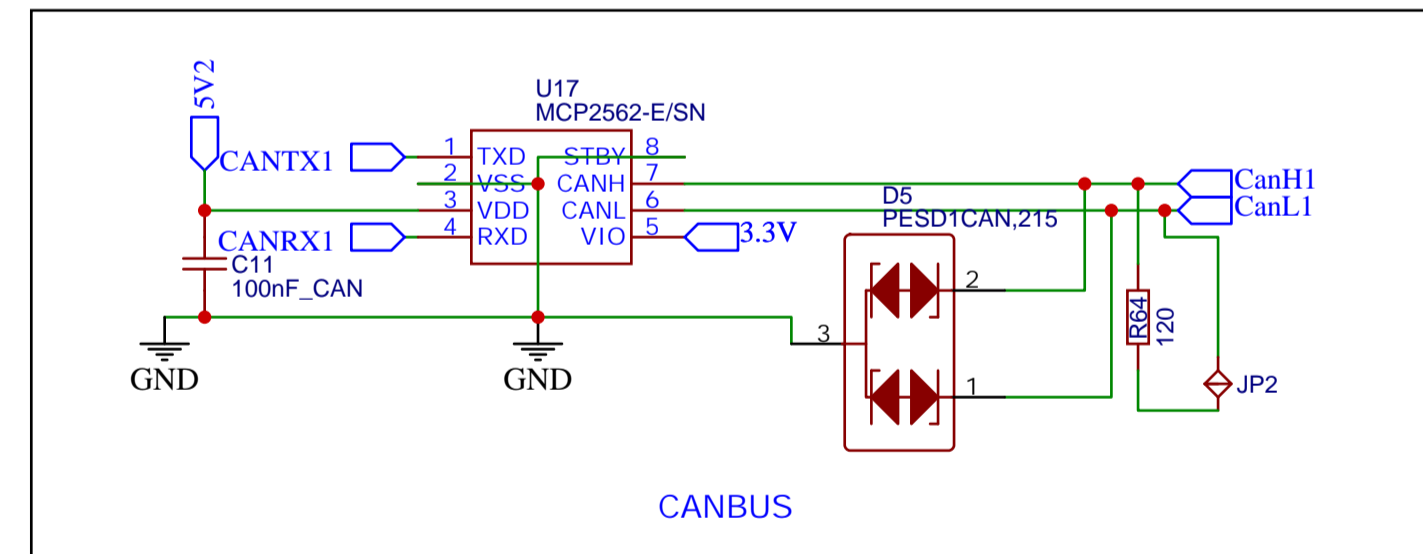 5V2
U17
MCP2562-E/SN
CANTX1
1
TXD
STBY
8
2
VSS
CANH
7
CanH1
3
VDD
CANL
6
CanL1
CANRX1
4
RXD
VIO
5
3.3V
D5
PESD1CAN,215
C11
100nF_CAN
2
3
1
R64
120
JP2
GND
GND
CANBUS